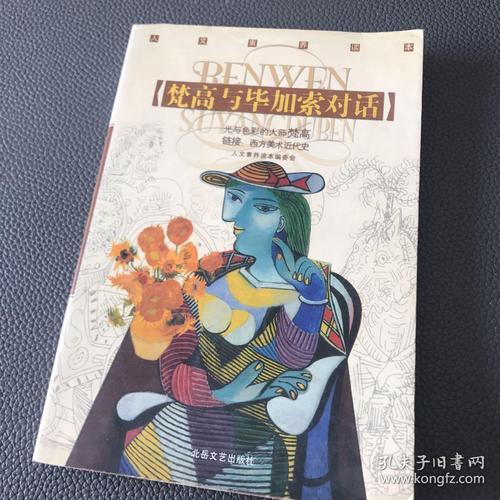 人文素养读本
RENWEN
【梵高与毕加索对话】
SUYANGDUBEN
光与色彩的大师梵高
链接 西方美术近代史
人文素养读本编委会
北岳文艺出版社
孔夫子旧书网
kongfz.com